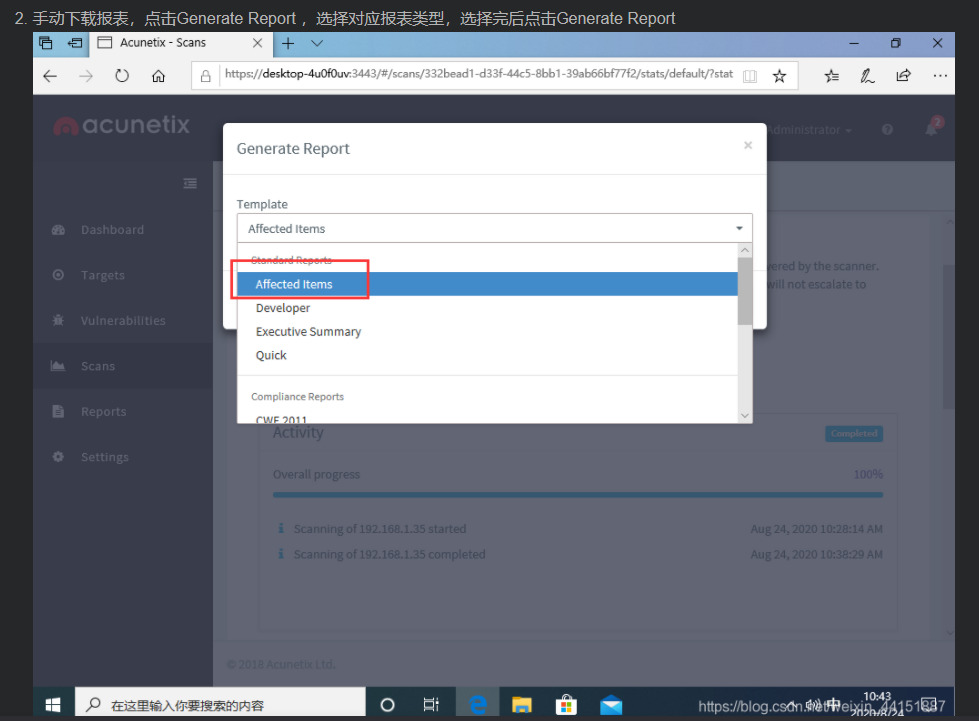 2. 手动下载报表，点击Generate Report ，选择对应报表类型，选择完后点击Generate Report
Acunetix - Scans
https://desktop-4u0f0uv:3443/#/scans/332bead1-d33f-44c5-8bb1-39ab66bf77f2/stats/default/?stat
acunetix
Administrator
2
Generate Report
Template
Affected Items
Standard Reports
Affected Items
Developer
Executive Summary
Quick
Compliance Reports
CWE 2011
vered by the scanner.
will not escalate to
Dashboard
Targets
Vulnerabilities
Scans
Reports
Settings
Activity
Completed
Overall progress
100%
Scanning of 192.168.1.35 started
Aug 24, 2020 10:28:14 AM
Scanning of 192.168.1.35 completed
Aug 24, 2020 10:38:29 AM
© 2018 Acunetix Ltd.
在这里输入你要搜索的内容
中
10:43
2020/8/24
https://blog.csdn.net/weixin_44151887